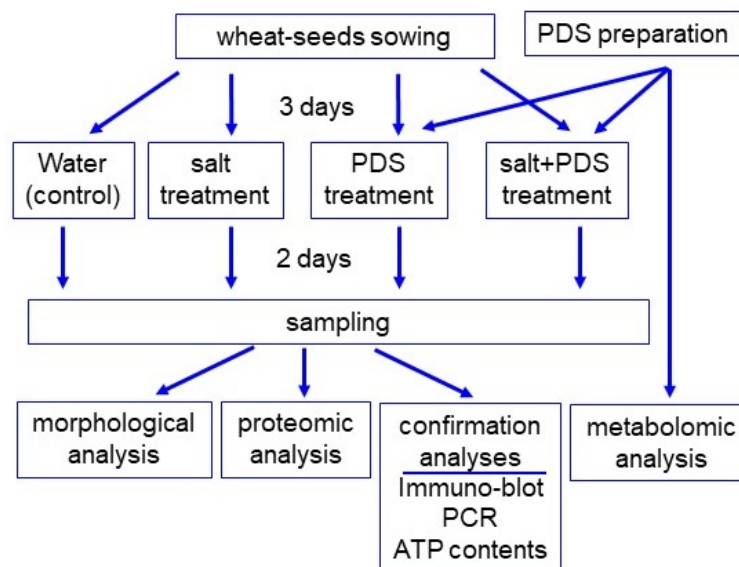 wheat-seeds sowing
PDS preparation
3 days
Water
(control)
salt
treatment
PDS
treatment
salt+PDS
treatment
2 days
sampling
morphological
analysis
proteomic
analysis
confirmation
analyses
Immuno-blot
PCR
ATP contents
metabolomic
analysis